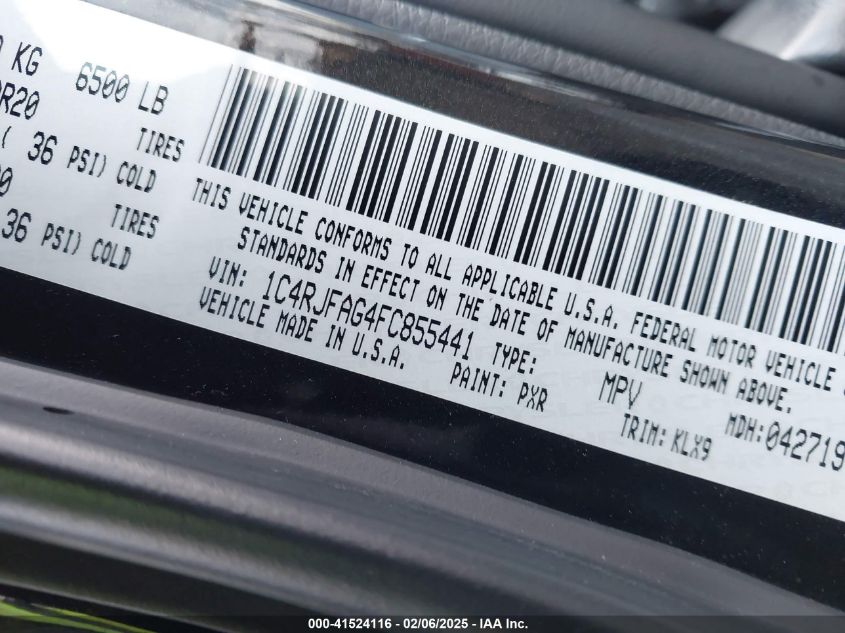 KG
6500 LB
R20
TIRES
( 36 PSI) COLD
TIRES
36 PSI) COLD
THIS VEHICLE CONFORMS TO ALL APPLICABLE U.S.A. FEDERAL MOTOR VEHICLE
STANDARDS IN EFFECT ON THE DATE OF MANUFACTURE SHOWN ABOVE.
VIN: 1C4RJFAG4FC855441 TYPE: MPV
VEHICLE MADE IN U.S.A.
PAINT: PXR
TRIM: KLX9
MDH:042719
000-41524116 - 02/06/2025 - IAA Inc.